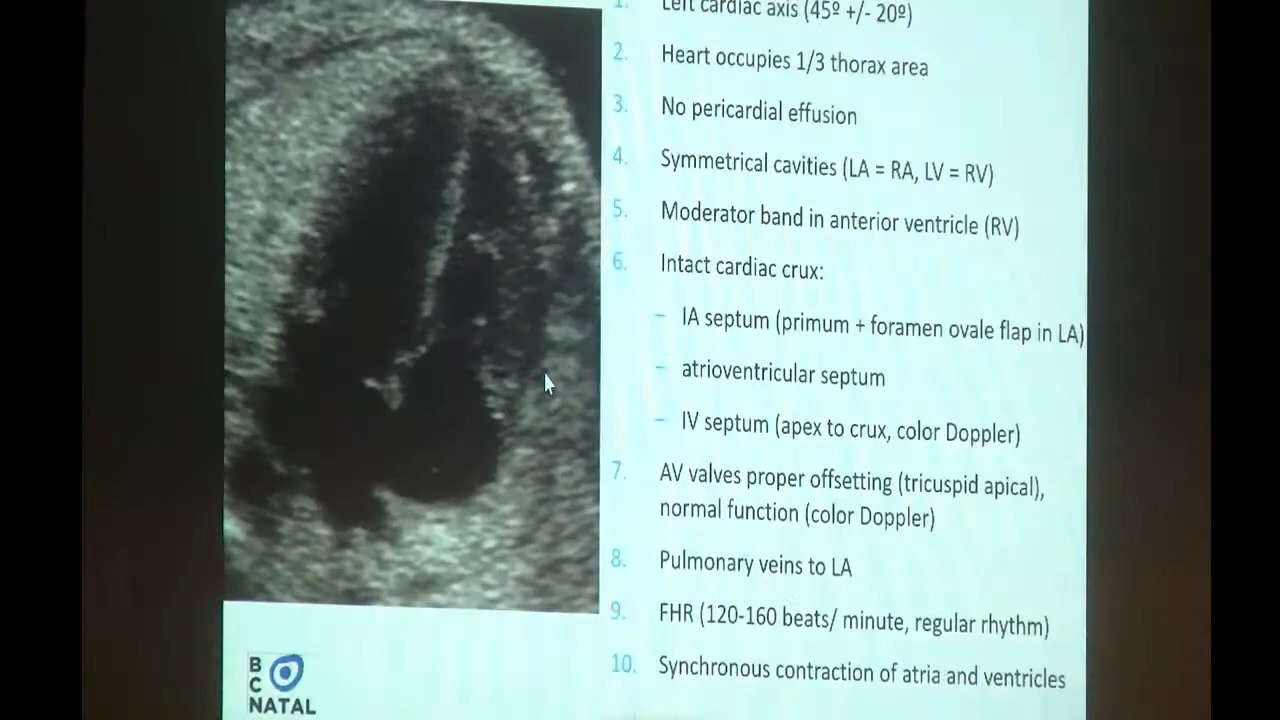 1. Left cardiac axis (45º +/- 20º)
2. Heart occupies 1/3 thorax area
3. No pericardial effusion
4. Symmetrical cavities (LA = RA, LV = RV)
5. Moderator band in anterior ventricle (RV)
6. Intact cardiac crux:
– IA septum (primum + foramen ovale flap in LA)
– atrioventricular septum
– IV septum (apex to crux, color Doppler)
7. AV valves proper offsetting (tricuspid apical),
normal function (color Doppler)
8. Pulmonary veins to LA
9. FHR (120-160 beats/ minute, regular rhythm)
10. Synchronous contraction of atria and ventricles
B
C
NATAL